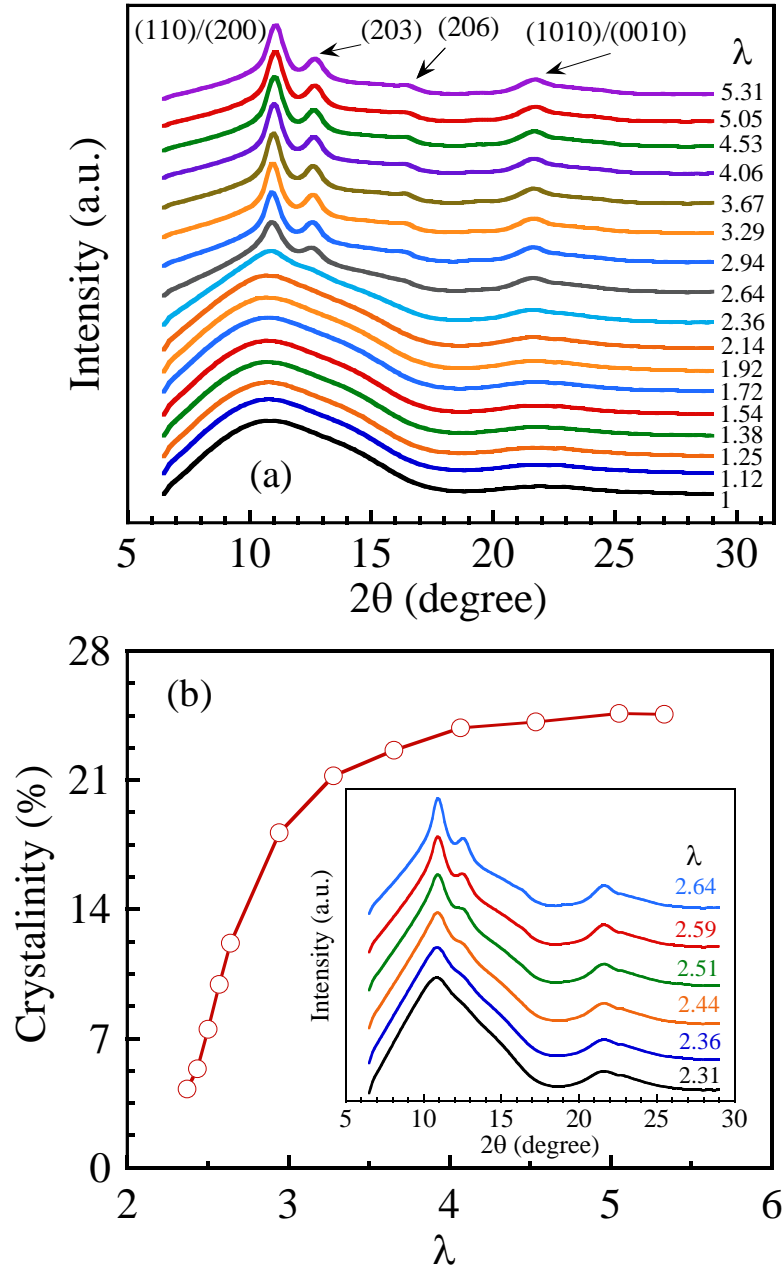 (110)/(200)
(203)
(206)
(1010)/(0010)
λ
5.31
5.05
4.53
4.06
3.67
3.29
2.94
2.64
2.36
2.14
1.92
1.72
1.54
1.38
1.25
1.12
1
Intensity (a.u.)
(a)
5 10 15 20 25 30
2θ (degree)
(b)
28
21
14
7
0
Crystalinity (%)
λ
2.64
2.59
2.51
2.44
2.36
2.31
Intensity (a.u.)
5 10 15 20 25 30
2θ (degree)
2 3 4 5 6
λ